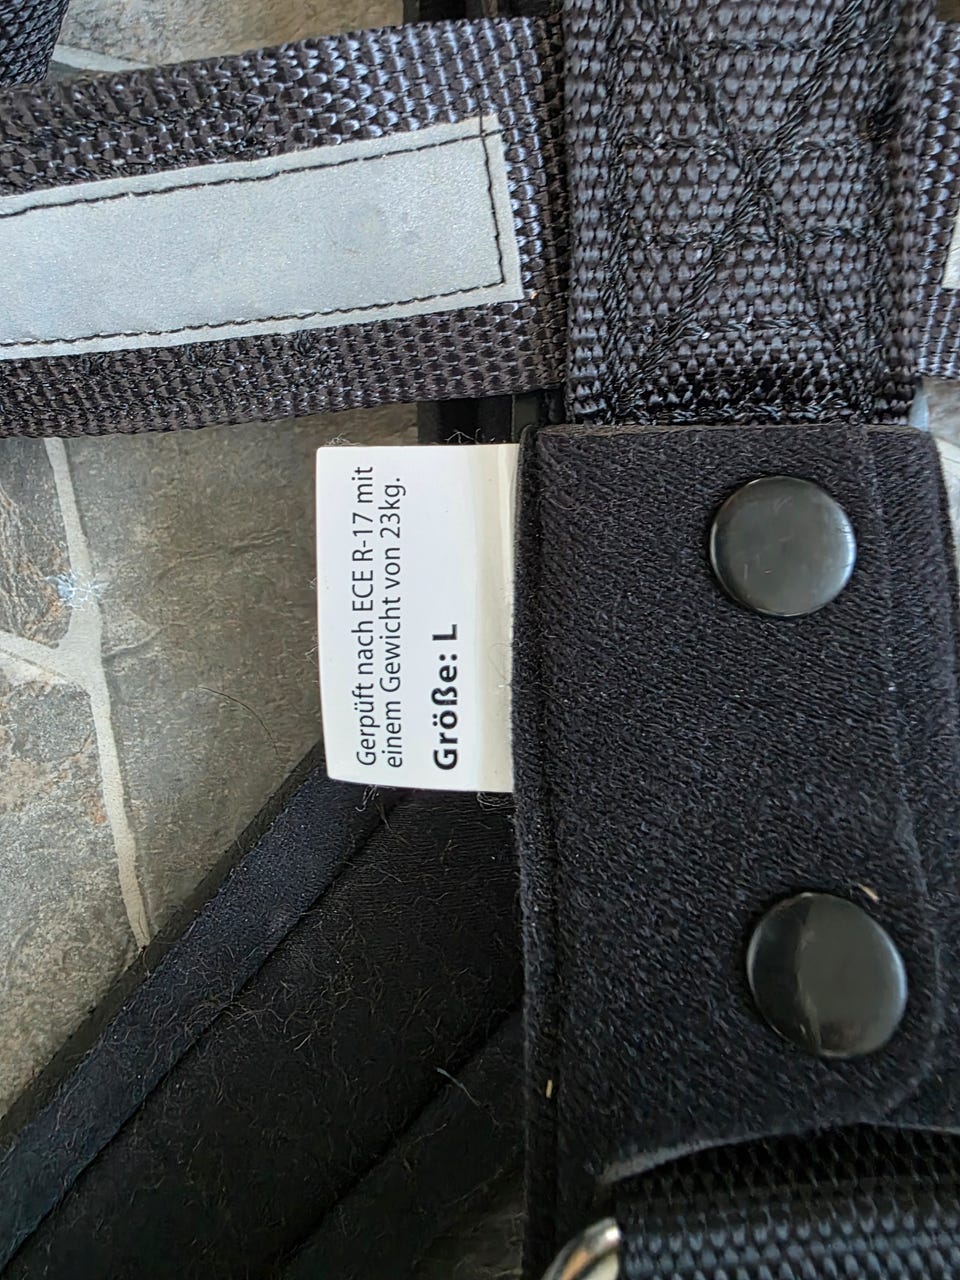 Gerpüft nach ECE R-17 mit
einem Gewicht von 23kg.
Größe: L